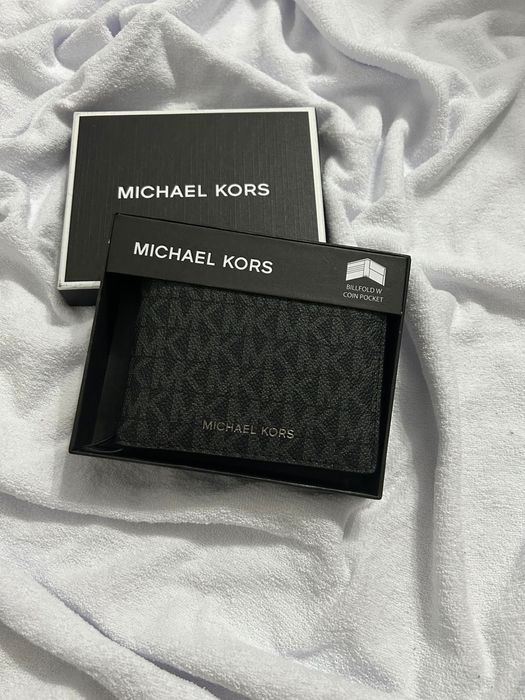 MICHAEL KORS
MICHAEL KORS
BILLFOLD W
COIN POCKET
MICHAEL KORS